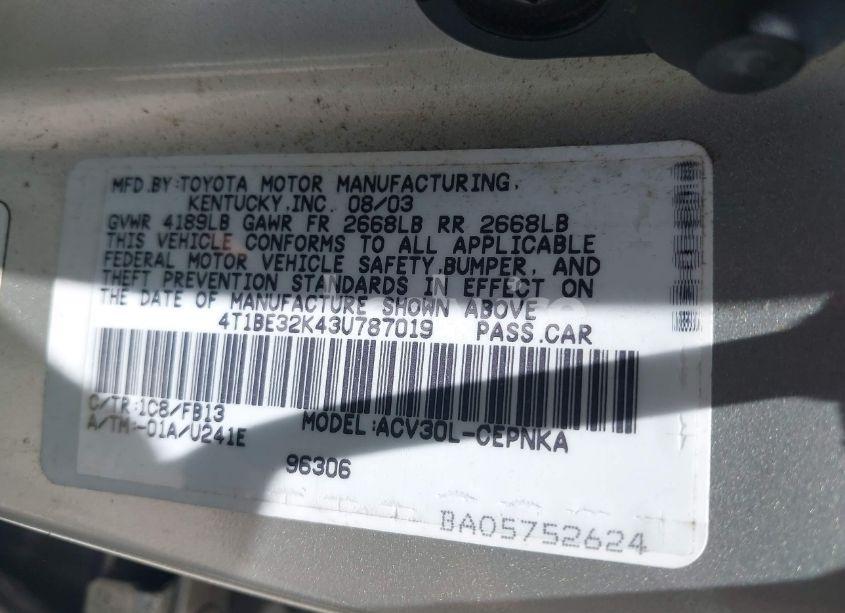 MFD.BY:TOYOTA MOTOR MANUFACTURING,
KENTUCKY,INC. 08/03
GVWR 4189LB GAWR FR 2668LB RR 2668LB
THIS VEHICLE CONFORMS TO ALL APPLICABLE
FEDERAL MOTOR VEHICLE SAFETY,BUMPER, AND
THEFT PREVENTION STANDARDS IN EFFECT ON
THE DATE OF MANUFACTURE SHOWN ABOVE
4T1BE32K43U787019 PASS.CAR
C/TR:1C8/FB13
A/TM:-01A/U241E MODEL:ACV30L-CEPNKA
96306
BA05752624